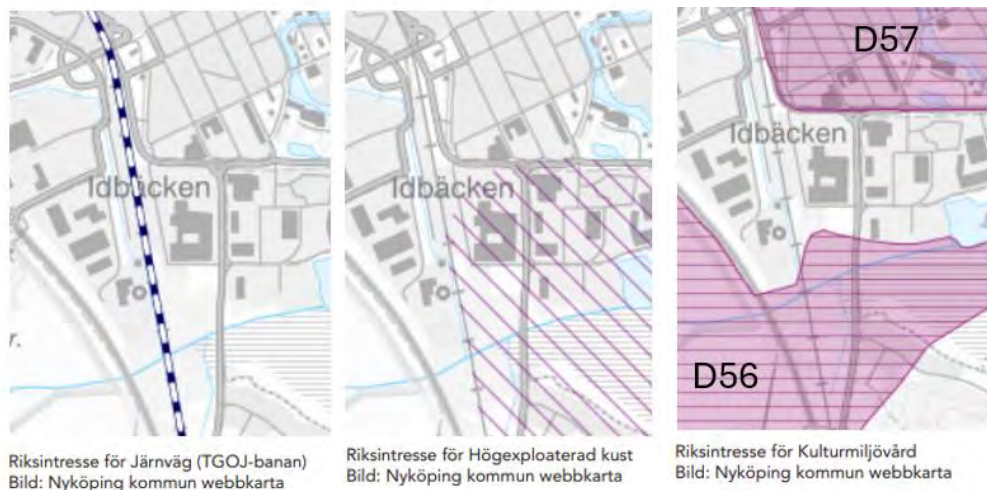 Idbäcken
Fo
r.
Riksintresse för Järnväg (TGOJ-banan)
Bild: Nyköping kommun webbkarta
Idbäcken
Fo
Riksintresse för Högexploaterad kust
Bild: Nyköping kommun webbkarta
D57
Idbäcken
Fo
D56
Riksintresse för Kulturmiljövård
Bild: Nyköping kommun webbkarta